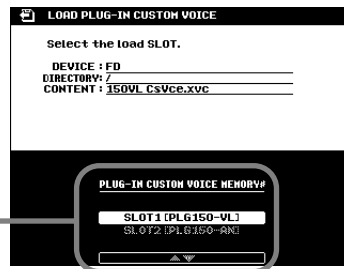 LOAD PLUG-IN CUSTOM VOICE
Select the load SLOT.
DEVICE : FD
DIRECTORY: /
CONTENT : 150VL CsVce.xvc
PLUG-IN CUSTOM VOICE MEMORY#
SLOT1 [PLG150-VL]
SLOT2 [PLG150-AN]